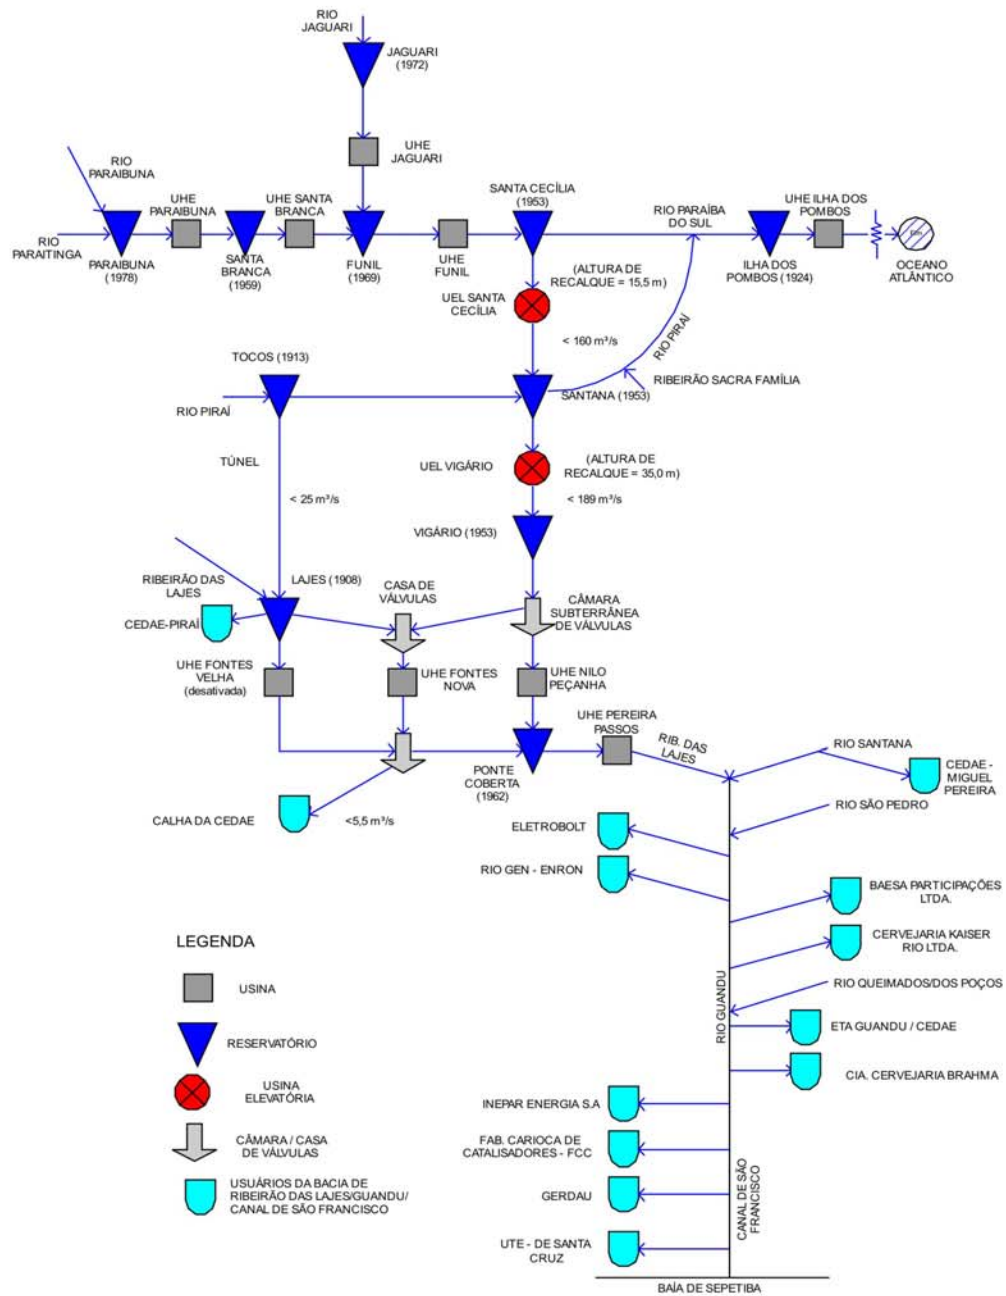 RIO
JAGUARI
JAGUARI
(1972)
UHE
JAGUARI
RIO
PARAIBUNA
UHE
PARAIBUNA
UHE SANTA
BRANCA
SANTA CECÍLIA
(1953)
RIO PARAÍBA
DO SUL
UHE ILHA DOS
POMBOS
RIO
PARAITINGA
PARAIBUNA
(1978)
SANTA
BRANCA
(1959)
FUNIL
(1969)
UHE
FUNIL
ILHA DOS
POMBOS (1924)
OCEANO
ATLÂNTICO
(ALTURA DE
RECALQUE = 15,5 m)
UEL SANTA
CECÍLIA
< 160 m³/s
RIO PIRAÍ
RIBEIRÃO SACRA FAMÍLIA
TOCOS (1913)
RIO PIRAÍ
SANTANA (1953)
TÚNEL
UEL VIGÁRIO
(ALTURA DE
RECALQUE = 35,0 m)
< 25 m³/s
< 189 m³/s
VIGÁRIO (1953)
RIBEIRÃO DAS
LAJES
LAJES (1908)
CASA DE
VÁLVULAS
CÂMARA
SUBTERRÂNEA
DE VÁLVULAS
CEDAE-PIRAÍ
UHE FONTES
VELHA
(desativada)
UHE FONTES
NOVA
UHE NILO
PEÇANHA
UHE PEREIRA
PASSOS
RIB. DAS
LAJES
RIO SANTANA
CEDAE -
MIGUEL
PEREIRA
PONTE
COBERTA
(1962)
CALHA DA CEDAE
<5,5 m³/s
RIO SÃO PEDRO
ELETROBOLT
RIO GEN - ENRON
BAESA PARTICIPAÇÕES
LTDA.
CERVEJARIA KAISER
RIO LTDA.
RIO GUANDU
RIO QUEIMADOS/DOS POÇOS
ETA GUANDU / CEDAE
CIA. CERVEJARIA BRAHMA
INEPAR ENERGIA S.A
FAB. CARIOCA DE
CATALISADORES - FCC
GERDAU
UTE - DE SANTA
CRUZ
CANAL DE SÃO
FRANCISCO
BAÍA DE SEPETIBA
LEGENDA
USINA
RESERVATÓRIO
USINA
ELEVATÓRIA
CÂMARA / CASA
DE VÁLVULAS
USUÁRIOS DA BACIA DE
RIBEIRÃO DAS LAJES/GUANDU/
CANAL DE SÃO FRANCISCO